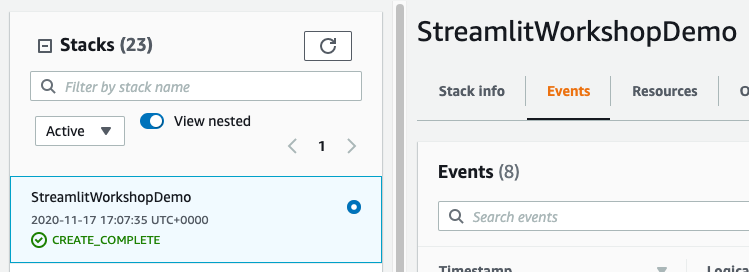 Stacks (23)
Filter by stack name
Active
View nested
1
StreamlitWorkshopDemo
2020-11-17 17:07:35 UTC+0000
CREATE_COMPLETE
StreamlitWorkshopDemo
Stack info
Events
Resources
Events (8)
Search events
Timestamp